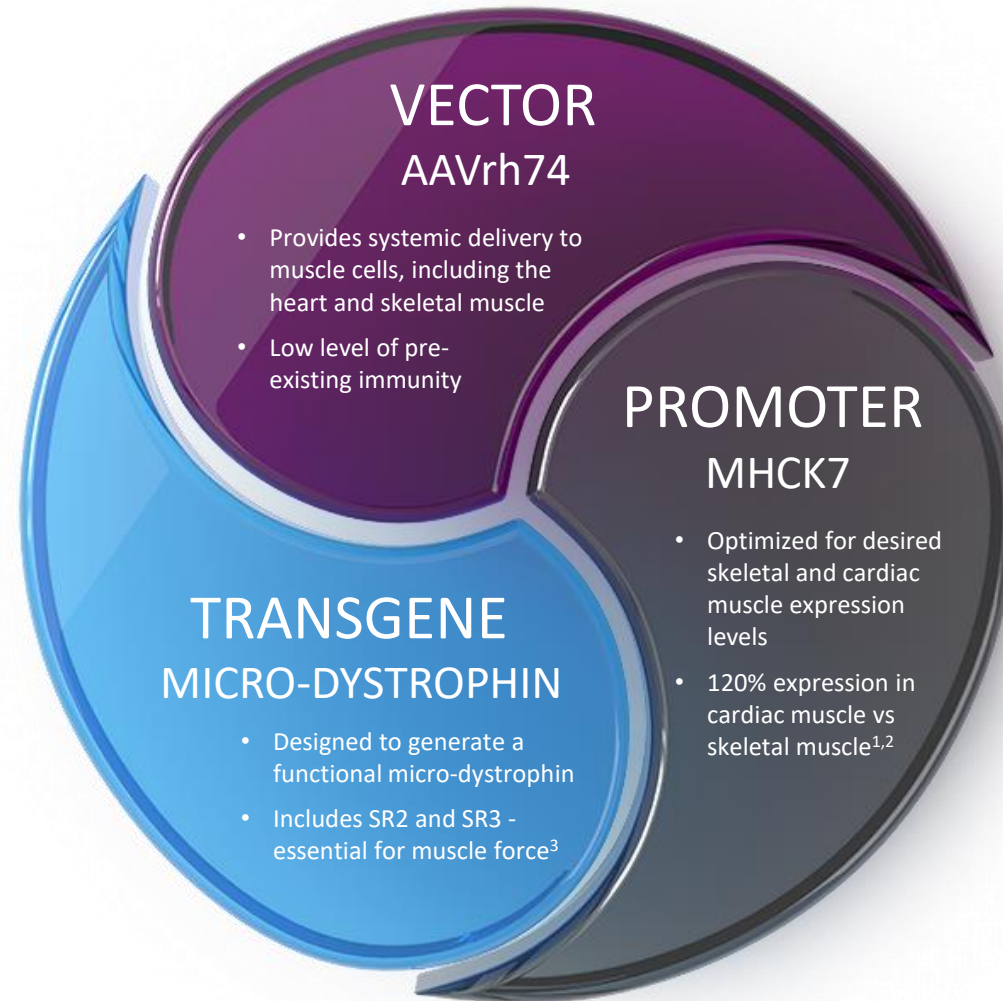 VECTOR
AAVrh74
• Provides systemic delivery to
muscle cells, including the
heart and skeletal muscle
• Low level of pre-
existing immunity
PROMOTER
MHCK7
• Optimized for desired
skeletal and cardiac
muscle expression
levels
• 120% expression in
cardiac muscle vs
skeletal muscle¹,²
TRANSGENE
MICRO-DYSTROPHIN
• Designed to generate a
functional micro-dystrophin
• Includes SR2 and SR3 -
essential for muscle force³